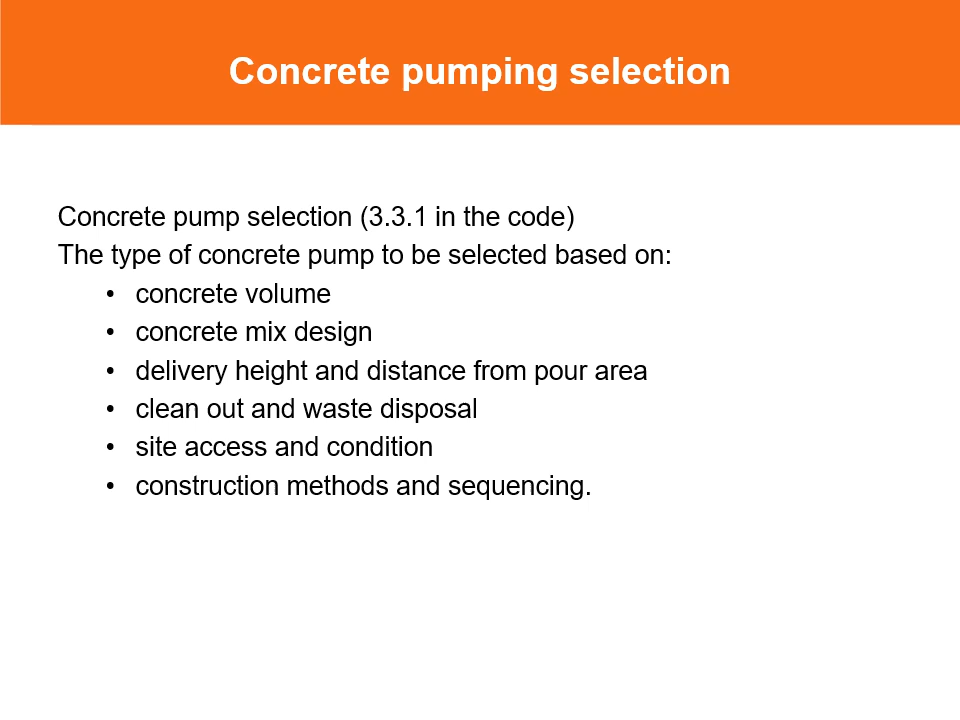 Concrete pumping selection
Concrete pump selection (3.3.1 in the code)
The type of concrete pump to be selected based on:
• concrete volume
• concrete mix design
• delivery height and distance from pour area
• clean out and waste disposal
• site access and condition
• construction methods and sequencing.